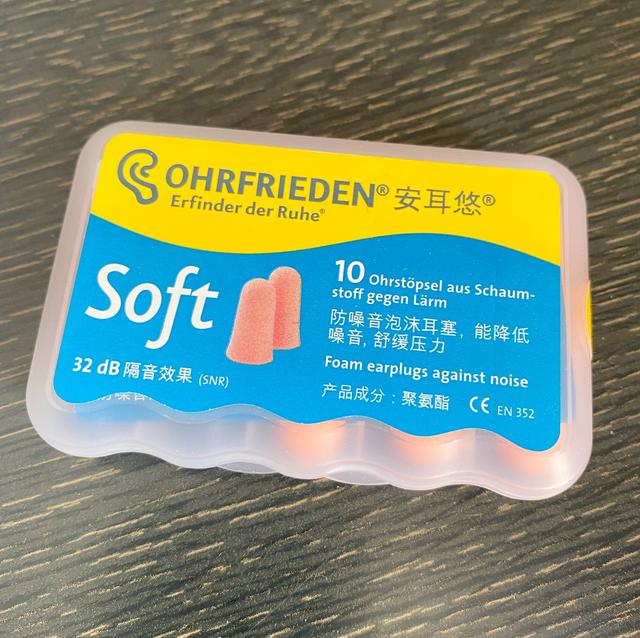 OHRFRIEDEN® 安耳悠®
Erfinder der Ruhe®
Soft
10 Ohrstöpsel aus Schaum-
stoff gegen Lärm
防噪音泡沫耳塞，能降低
噪音, 舒缓压力
Foam earplugs against noise
32 dB 隔音效果 (SNR)
产品成分：聚氨酯 CE EN 352